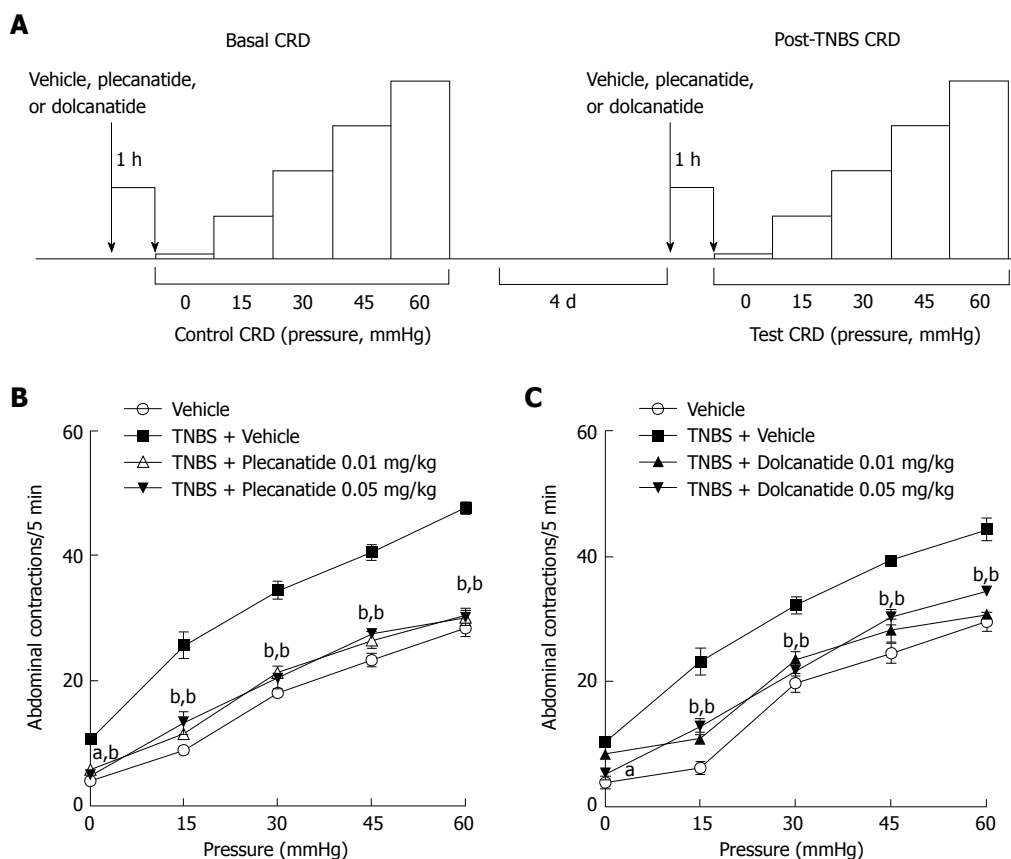 A
Basal CRD
Post-TNBS CRD
Vehicle, plecanatide,
or dolcanatide
1 h
Vehicle, plecanatide,
or dolcanatide
1 h
0 15 30 45 60
4 d
0 15 30 45 60
Control CRD (pressure, mmHg)
Test CRD (pressure, mmHg)
B
Vehicle
TNBS + Vehicle
TNBS + Plecanatide 0.01 mg/kg
TNBS + Plecanatide 0.05 mg/kg
Abdominal contractions/5 min
60
40
20
0
a,b
b,b
b,b
b,b
b,b
0 15 30 45 60
Pressure (mmHg)
C
Vehicle
TNBS + Vehicle
TNBS + Dolcanatide 0.01 mg/kg
TNBS + Dolcanatide 0.05 mg/kg
Abdominal contractions/5 min
60
40
20
0
a
b,b
b,b
b,b
b,b
0 15 30 45 60
Pressure (mmHg)